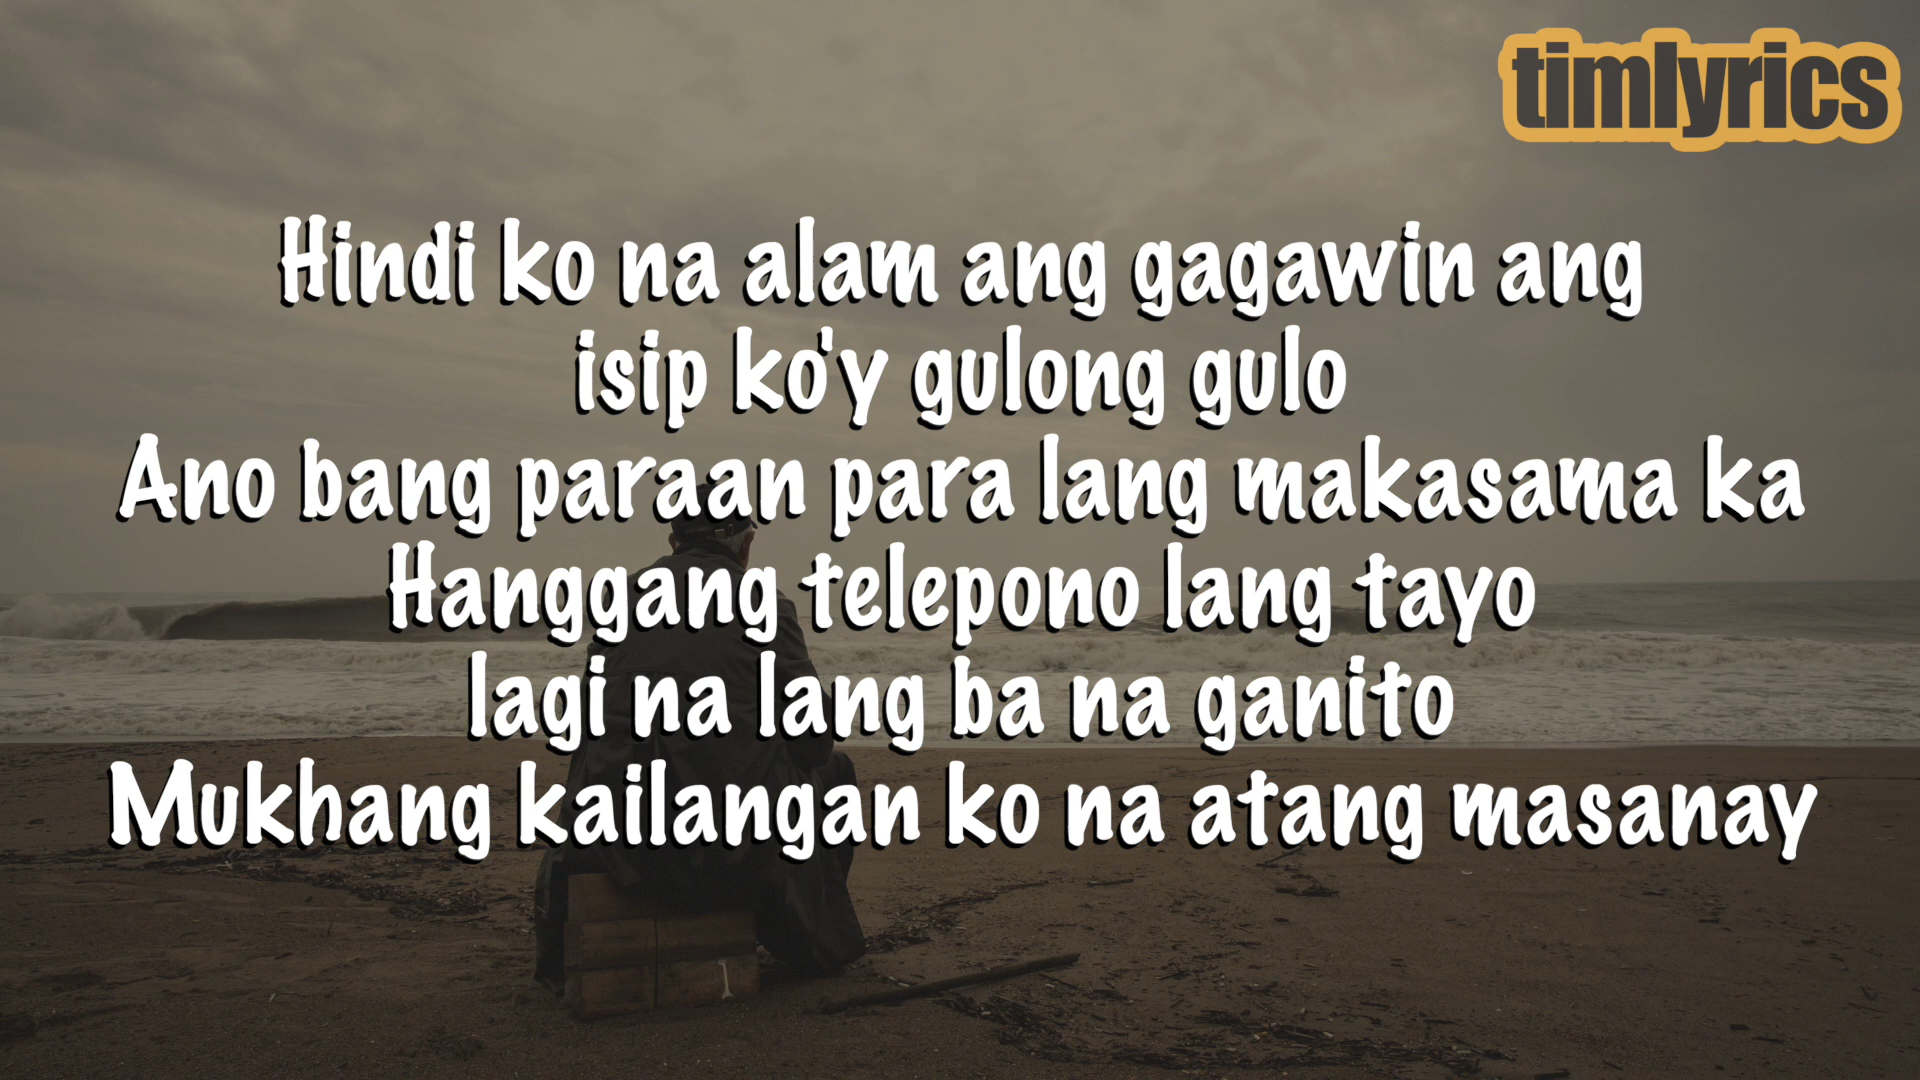 timlyrics
Hindi ko na alam ang gagawin ang
isip ko'y gulong gulo
Ano bang paraan para lang makasama ka
Hanggang telepono lang tayo
lagi na lang ba na ganito
Mukhang kailangan ko na atang masanay